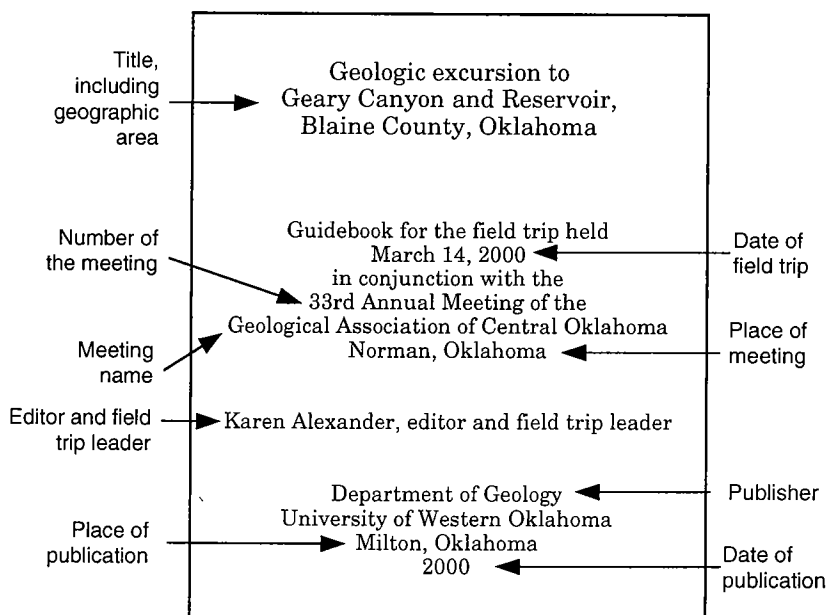 Title,
including
geographic
area
Geologic excursion to
Geary Canyon and Reservoir,
Blaine County, Oklahoma
Number of
the meeting
Guidebook for the field trip held
March 14, 2000
in conjunction with the
33rd Annual Meeting of the
Geological Association of Central Oklahoma
Norman, Oklahoma
Date of
field trip
Place of
meeting
Meeting
name
Editor and field
trip leader
Karen Alexander, editor and field trip leader
Department of Geology
University of Western Oklahoma
Milton, Oklahoma
2000
Publisher
Place of
publication
Date of
publication